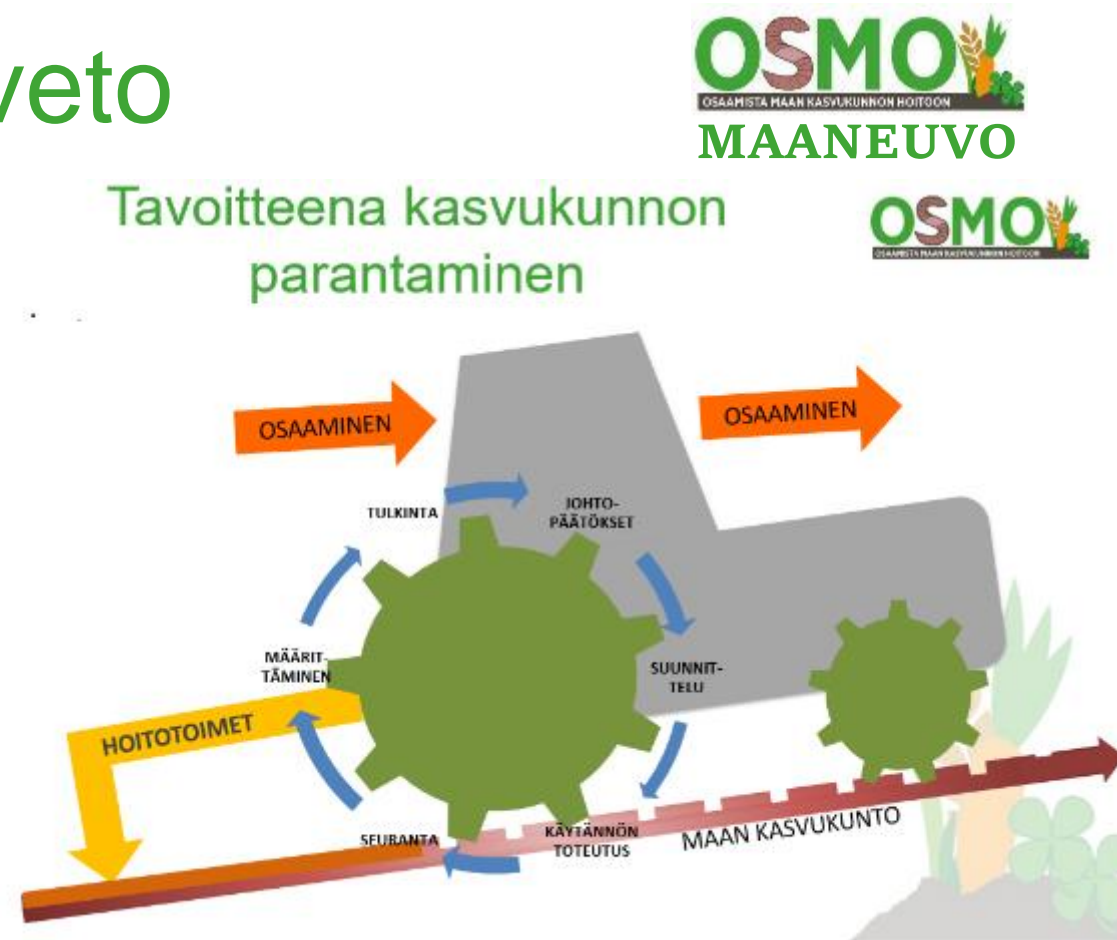 veto
OSMO
OSAAMISTA MAAN KASVUKUNNON HOITOON
MAANEUVO
Tavoitteena kasvukunnon
parantaminen
OSMO
OSAAMISTA MAAN KASVUKUNNON HOITOON
OSAAMINEN
OSAAMINEN
TULKINTA
JOHTO-
PÄÄTÖKSET
MÄÄRIT-
TÄMINEN
SUUNNIT-
TELU
HOITOTOIMET
SEURANTA
KÄYTÄNNÖN
TOTEUTUS
MAAN KASVUKUNTO